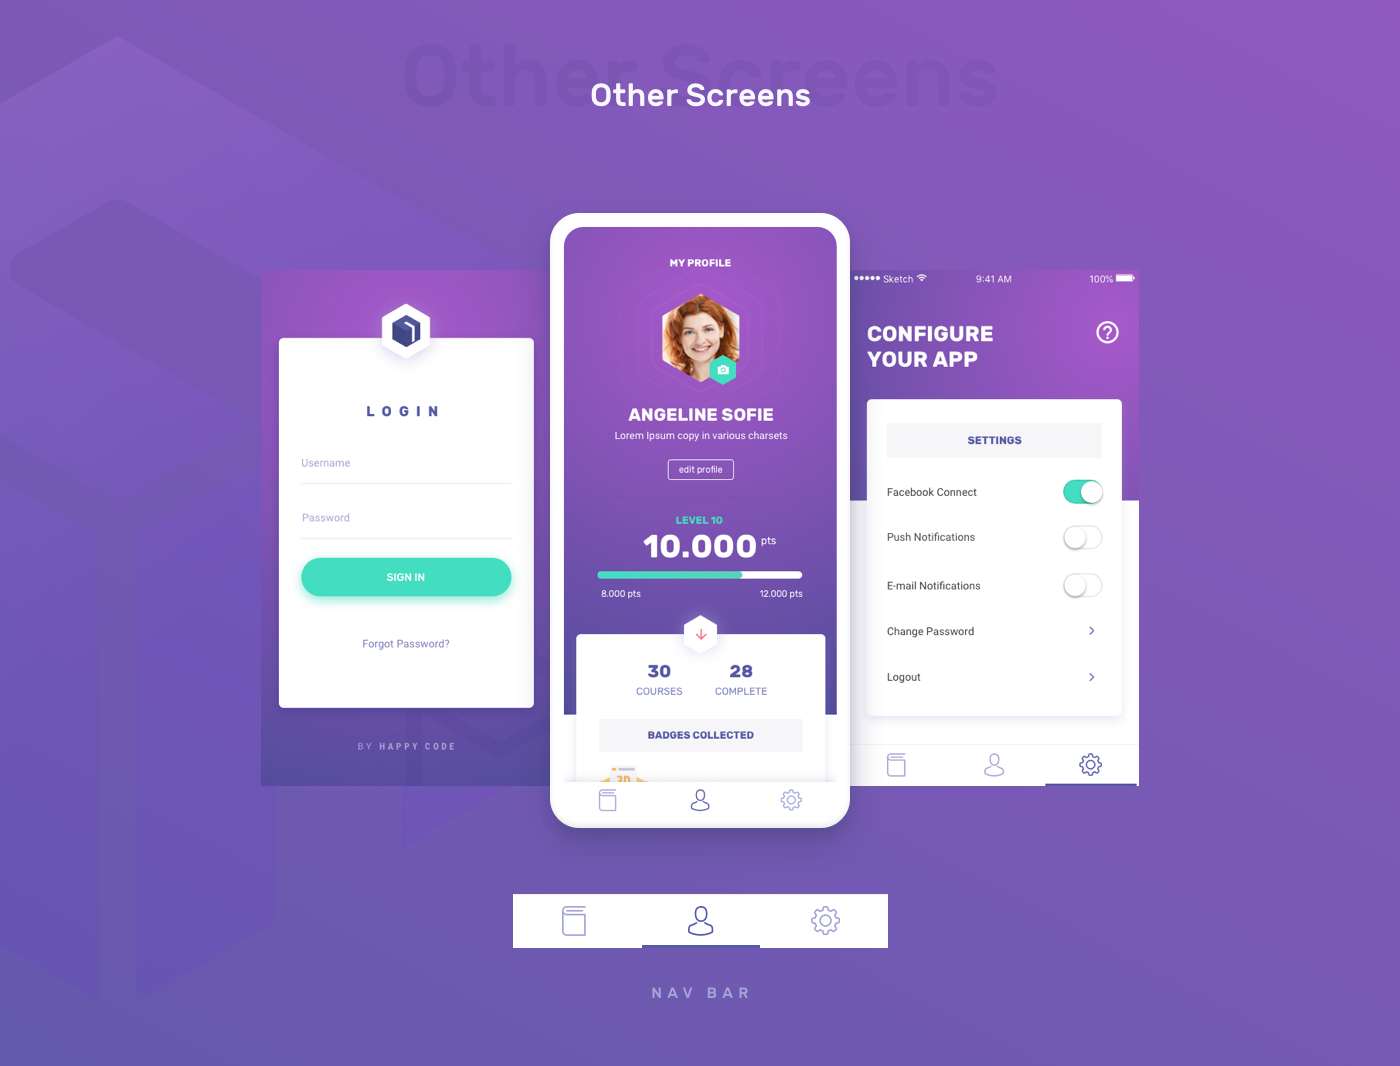 Other Screens
Other Screens
LOGIN
Username
Password
SIGN IN
Forgot Password?
BY HAPPY CODE
MY PROFILE
ANGELINE SOFIE
Lorem Ipsum copy in various charsets
edit profile
LEVEL 10
10.000 pts
8.000 pts 12.000 pts
30 28
COURSES COMPLETE
BADGES COLLECTED
3D
Sketch 9:41 AM 100%
CONFIGURE
YOUR APP
?
SETTINGS
Facebook Connect
Push Notifications
E-mail Notifications
Change Password
Logout
NAV BAR